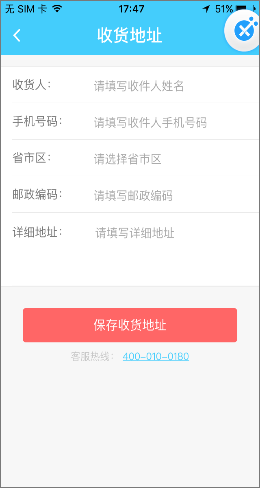 无 SIM 卡 17:47 51%
收货地址
收货人： 请填写收件人姓名
手机号码： 请填写收件人手机号码
省市区： 请选择省市区
邮政编码： 请填写邮政编码
详细地址： 请填写详细地址
保存收货地址
客服热线： 400-010-0180